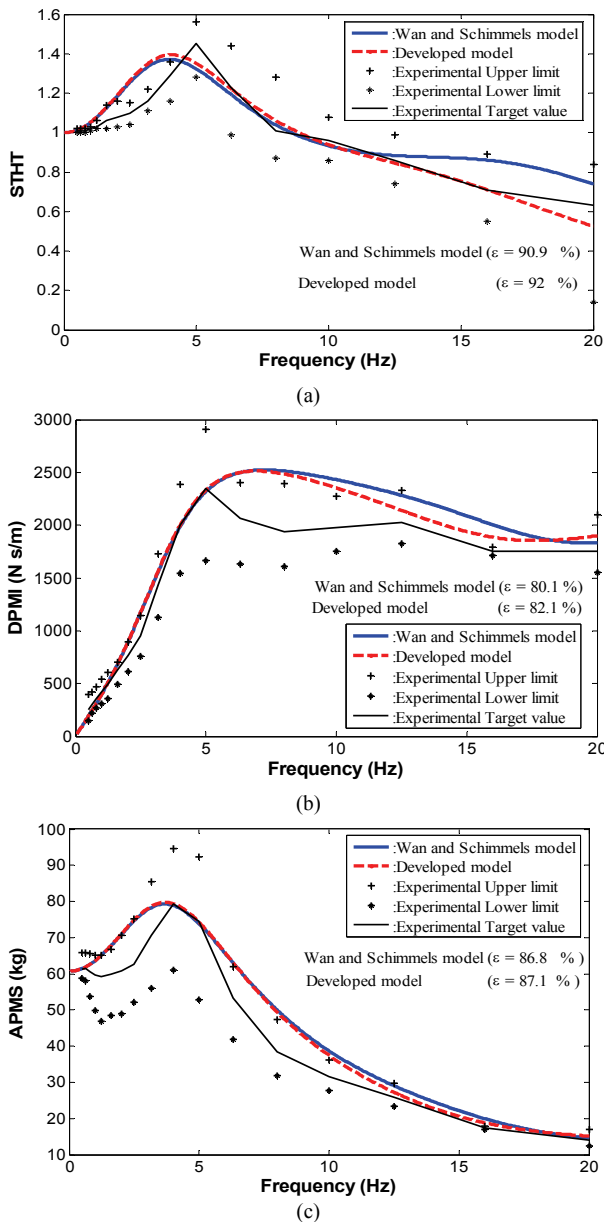 1.6
1.4
1.2
1
0.8
0.6
0.4
0.2
0
STHT
:Wan and Schimmels model
:Developed model
:Experimental Upper limit
:Experimental Lower limit
:Experimental Target value
Wan and Schimmels model (ε = 90.9 %)
Developed model (ε = 92 %)
0 5 10 15 20
Frequency (Hz)
(a)
3000
2500
2000
1500
1000
500
0
DPMI (N s/m)
Wan and Schimmels model (ε = 80.1 %)
Developed model (ε = 82.1 %)
:Wan and Schimmels model
:Developed model
:Experimental Upper limit
:Experimental Lower limit
:Experimental Target value
0 5 10 15 20
Frequency (Hz)
(b)
100
90
80
70
60
50
40
30
20
10
APMS (kg)
:Wan and Schimmels model
:Developed model
:Experimental Upper limit
:Experimental Lower limit
:Experimental Target value
Wan and Schimmels model (ε = 86.8 %)
Developed model (ε = 87.1 %)
0 5 10 15 20
Frequency (Hz)
(c)